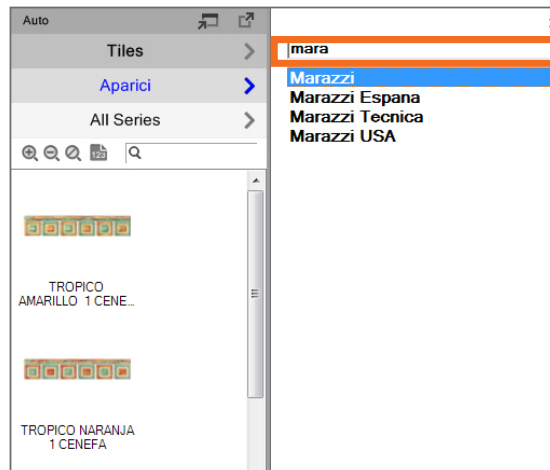 Auto
Tiles
Aparici
All Series
123
TROPICO
AMARILLO 1 CENE...
TROPICO NARANJA
1 CENEFA
mara
Marazzi
Marazzi Espana
Marazzi Tecnica
Marazzi USA